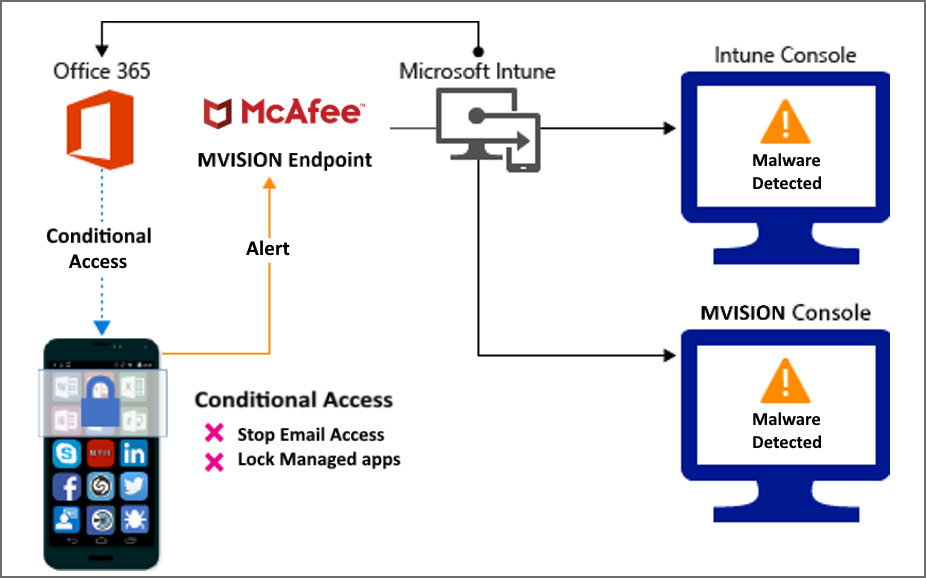 Office 365
Microsoft Intune
Intune Console
McAfee™
MVISION Endpoint
Malware
Detected
Conditional
Access
Alert
MVISION Console
Malware
Detected
Conditional Access
Stop Email Access
Lock Managed apps